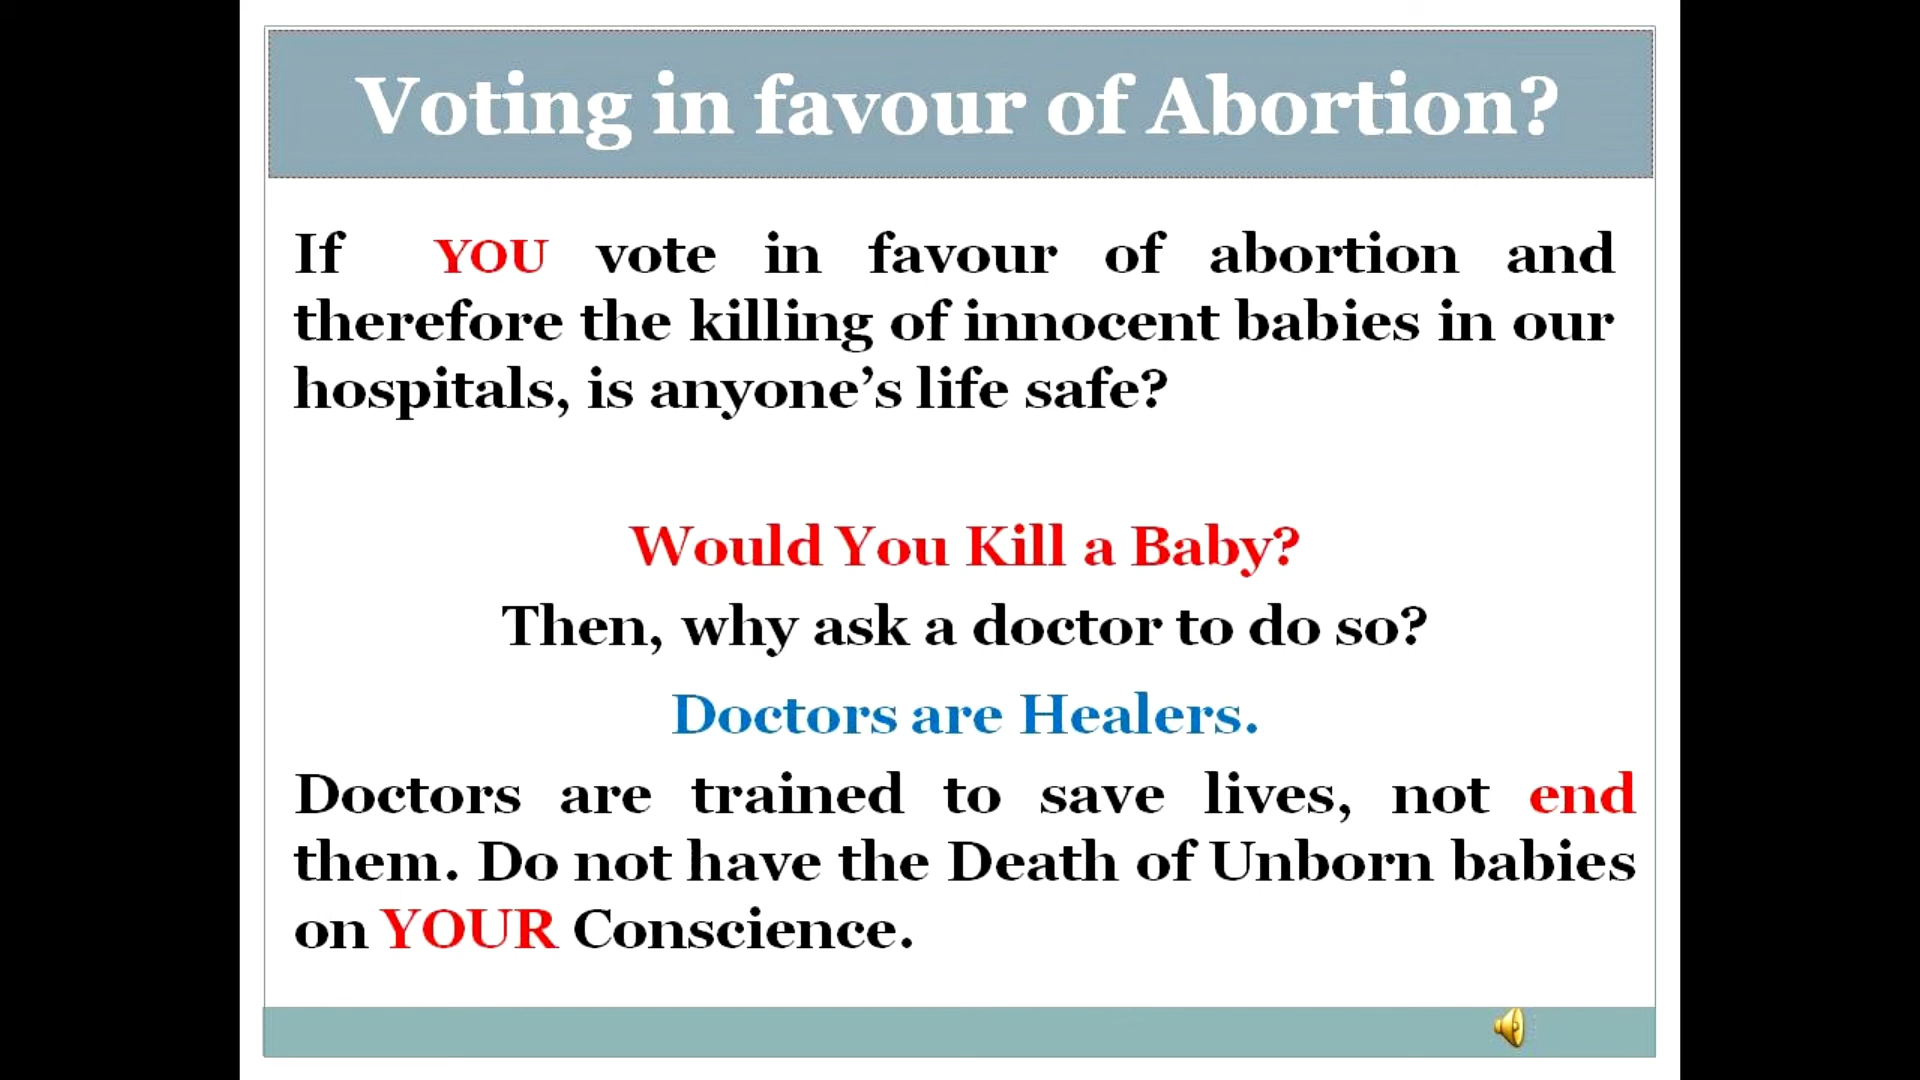 Voting in favour of Abortion?
If YOU vote in favour of abortion and
therefore the killing of innocent babies in our
hospitals, is anyone’s life safe?
Would You Kill a Baby?
Then, why ask a doctor to do so?
Doctors are Healers.
Doctors are trained to save lives, not end
them. Do not have the Death of Unborn babies
on YOUR Conscience.